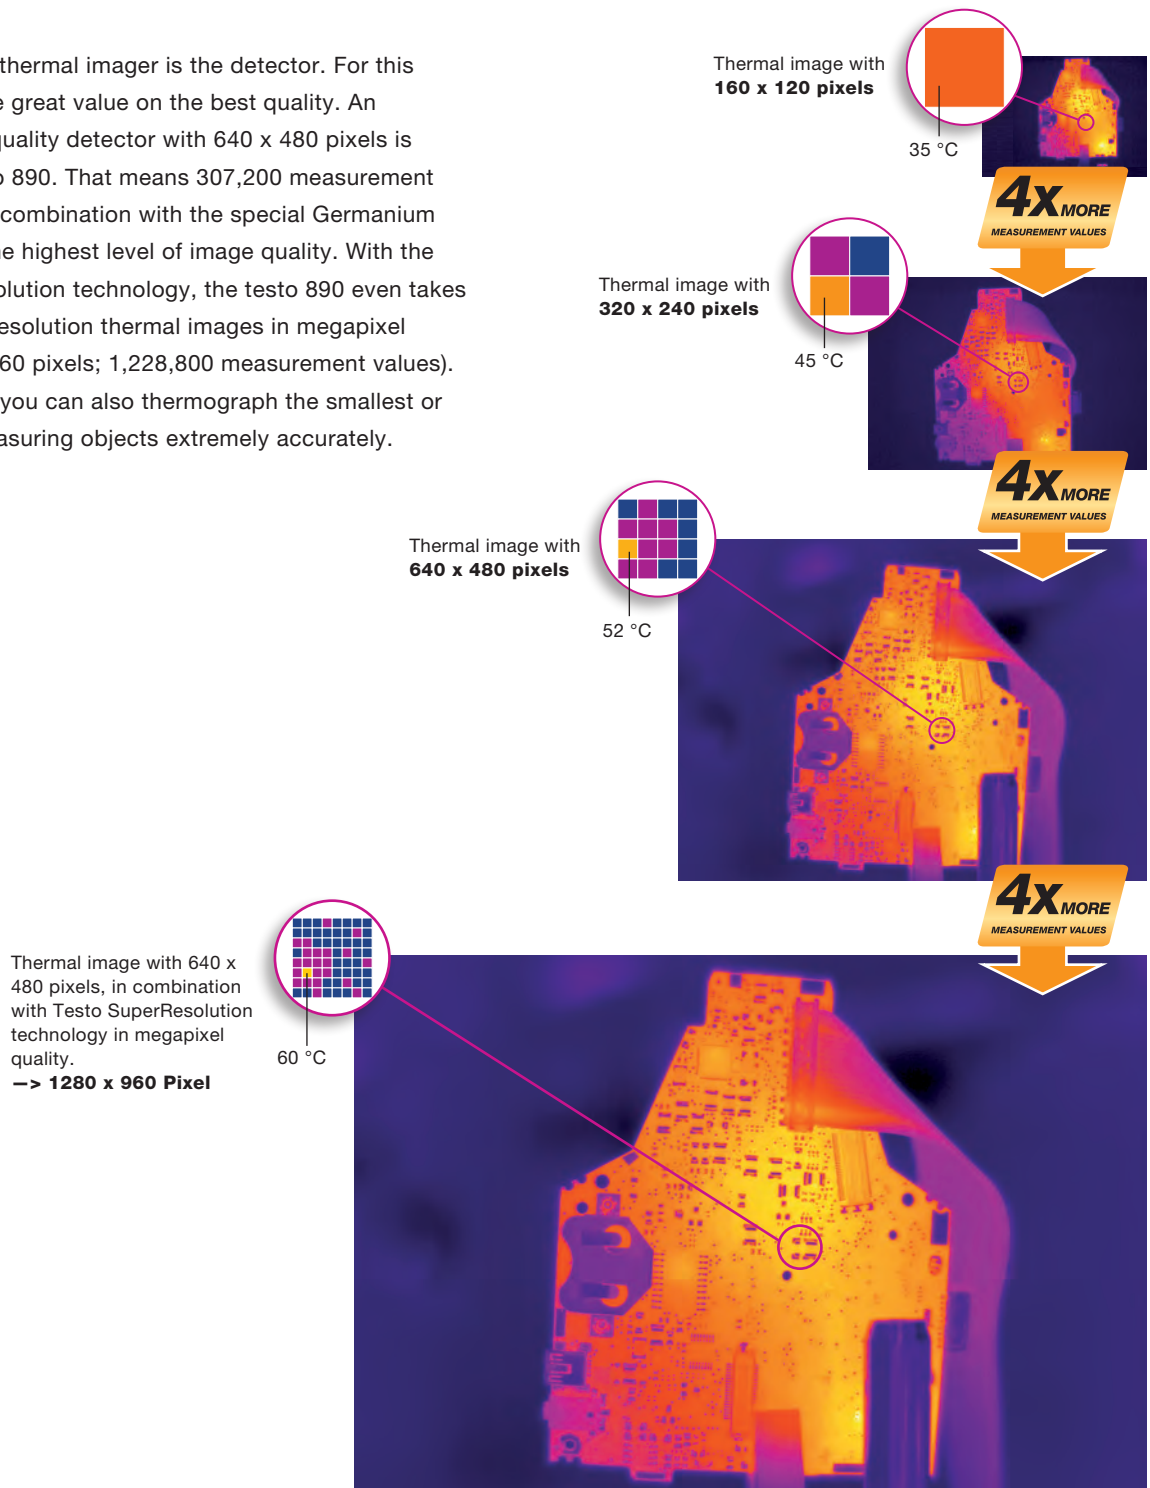 thermal imager is the detector. For this
e great value on the best quality. An
quality detector with 640 x 480 pixels is
o 890. That means 307,200 measurement
combination with the special Germanium
he highest level of image quality. With the
olution technology, the testo 890 even takes
resolution thermal images in megapixel
60 pixels; 1,228,800 measurement values).
you can also thermograph the smallest or
asuring objects extremely accurately.
Thermal image with
160 x 120 pixels
35 °C
4x MORE
MEASUREMENT VALUES
Thermal image with
320 x 240 pixels
45 °C
4x MORE
MEASUREMENT VALUES
Thermal image with
640 x 480 pixels
52 °C
4x MORE
MEASUREMENT VALUES
Thermal image with 640 x
480 pixels, in combination
with Testo SuperResolution
technology in megapixel
quality.
—> 1280 x 960 Pixel
60 °C